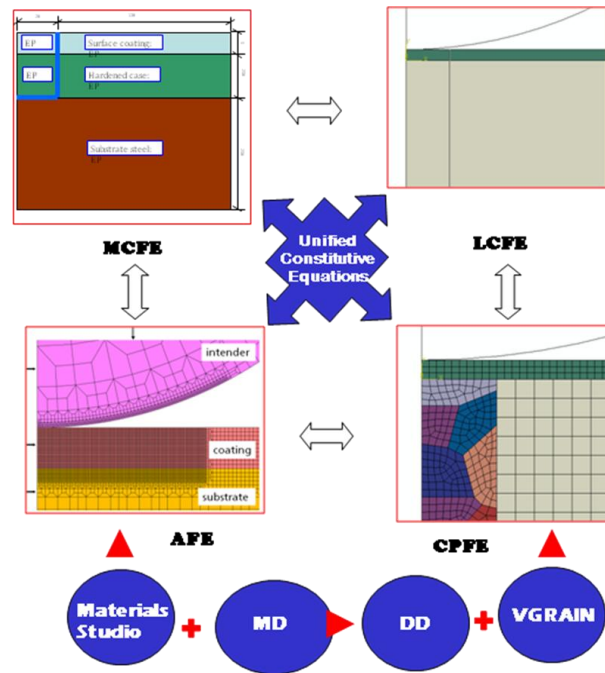 EP
Surface coating:
EP
EP
Hardened case:
EP
Substrate steel:
EP
MCFE
LCFE
Unified
Constitutive
Equations
intender
coating
substrate
AFE
CPFE
Materials
Studio
+
MD
DD
+
VGRAIN